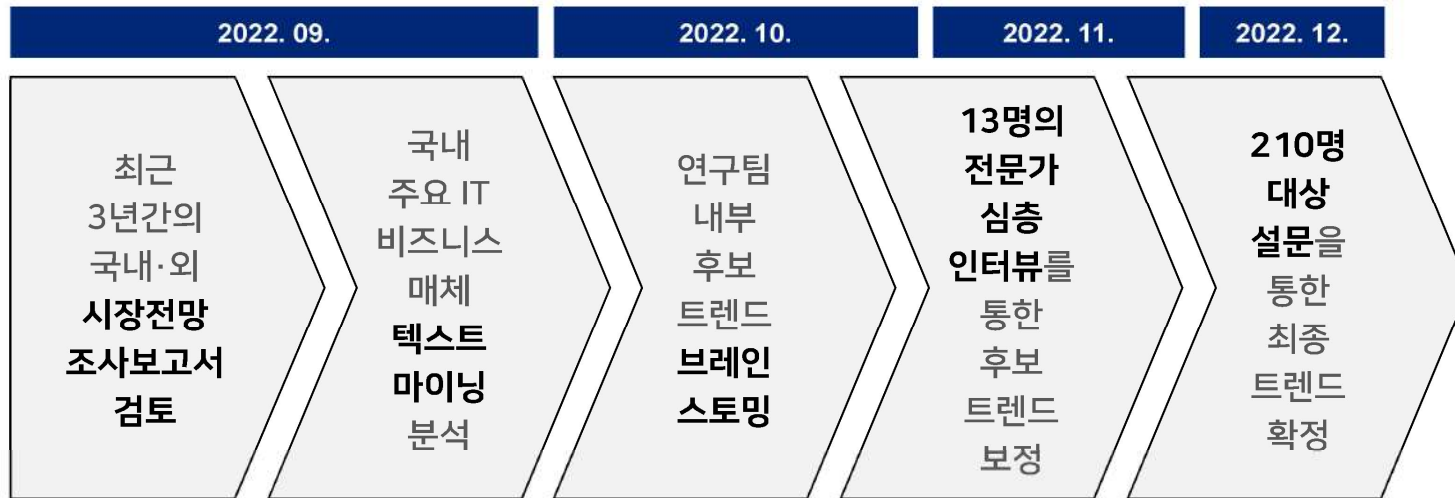 2022. 09.
2022. 10.
2022. 11.
2022. 12.
최근
3년간의
국내·외
시장전망
조사보고서
검토
국내
주요 IT
비즈니스
매체
텍스트
마이닝
분석
연구팀
내부
후보
트렌드
브레인
스토밍
13명의
전문가
심층
인터뷰를
통한
후보
트렌드
보정
210명
대상
설문을
통한
최종
트렌드
확정